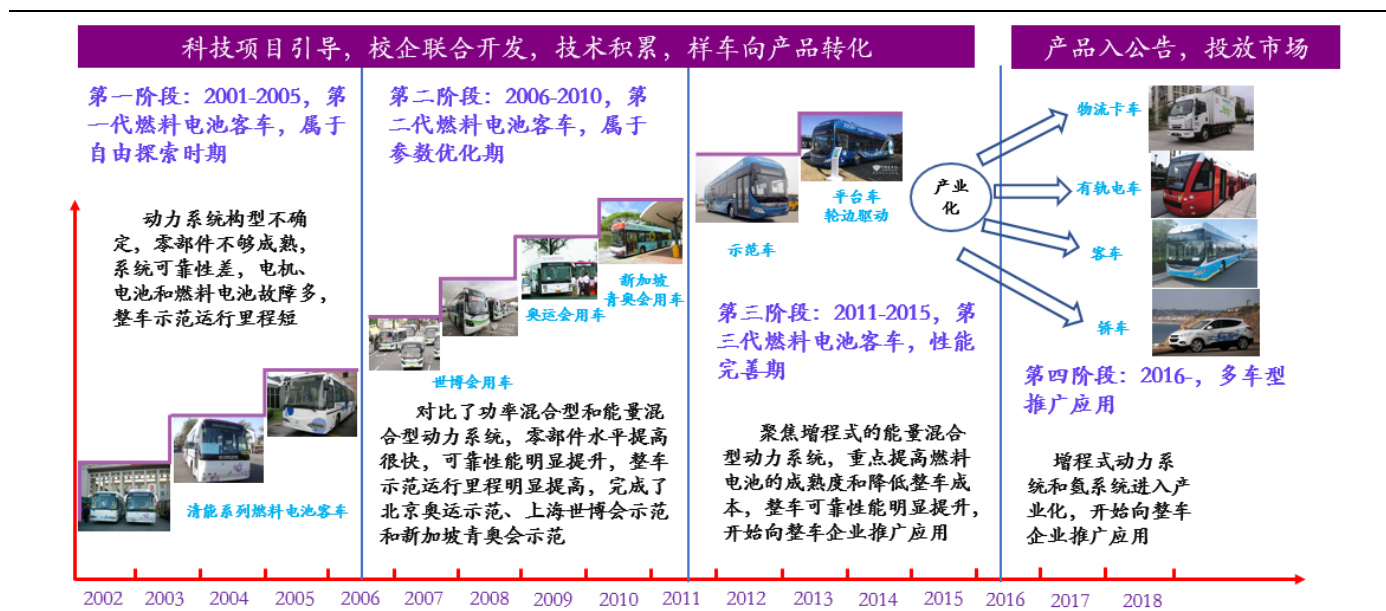 科技项目引导，校企联合开发，技术积累，样车向产品转化
产品入公告，投放市场
第一阶段：2001-2005，第
一代燃料电池客车，属于
自由探索时期
动力系统构型不确
定，零部件不够成熟，
系统可靠性差，电机、
电池和燃料电池故障多，
整车示范运行里程短
清能系列燃料电池客车
第二阶段：2006-2010，第
二代燃料电池客车，属于
参数优化期
世博会用车
奥运会用车
新加坡
青奥会用车
对比了功率混合型和能量混
合型动力系统，零部件水平提高
很快，可靠性能明显提升，整车
示范运行里程明显提高，完成了
北京奥运示范、上海世博会示范
和新加坡青奥会示范
示范车
平台车
轮边驱动
第三阶段：2011-2015，第
三代燃料电池客车，性能
完善期
聚焦增程式的能量混合
型动力系统，重点提高燃料
电池的成熟度和降低整车成
本，整车可靠性能明显提升，
开始向整车企业推广应用
产业
化
物流卡车
有轨电车
客车
轿车
第四阶段：2016-，多车型
推广应用
增程式动力系
统和氢系统进入产
业化，开始向整车
企业推广应用
2002 2003 2004 2005 2006 2007 2008 2009 2010 2011 2012 2013 2014 2015 2016 2017 2018